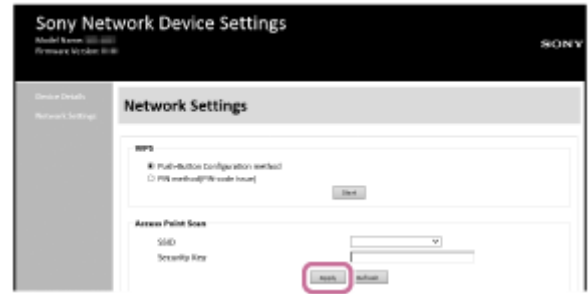 Sony Network Device Settings
Model Name
Firmware Version
SONY
Device Details
Network Settings
Network Settings
WPS
Push-Button Configuration method
PIN method(PIN-code Issue)
Start
Access Point Scan
SSID
Security Key
Apply
Refresh